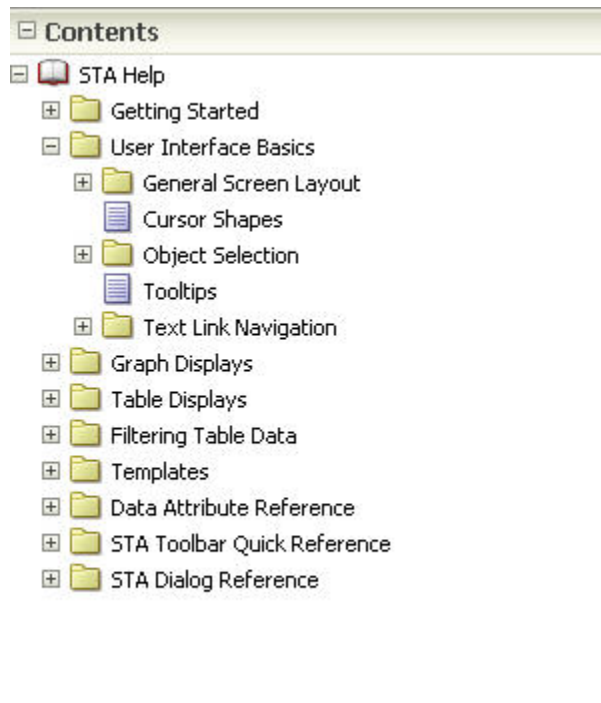 Contents
STA Help
Getting Started
User Interface Basics
General Screen Layout
Cursor Shapes
Object Selection
Tooltips
Text Link Navigation
Graph Displays
Table Displays
Filtering Table Data
Templates
Data Attribute Reference
STA Toolbar Quick Reference
STA Dialog Reference